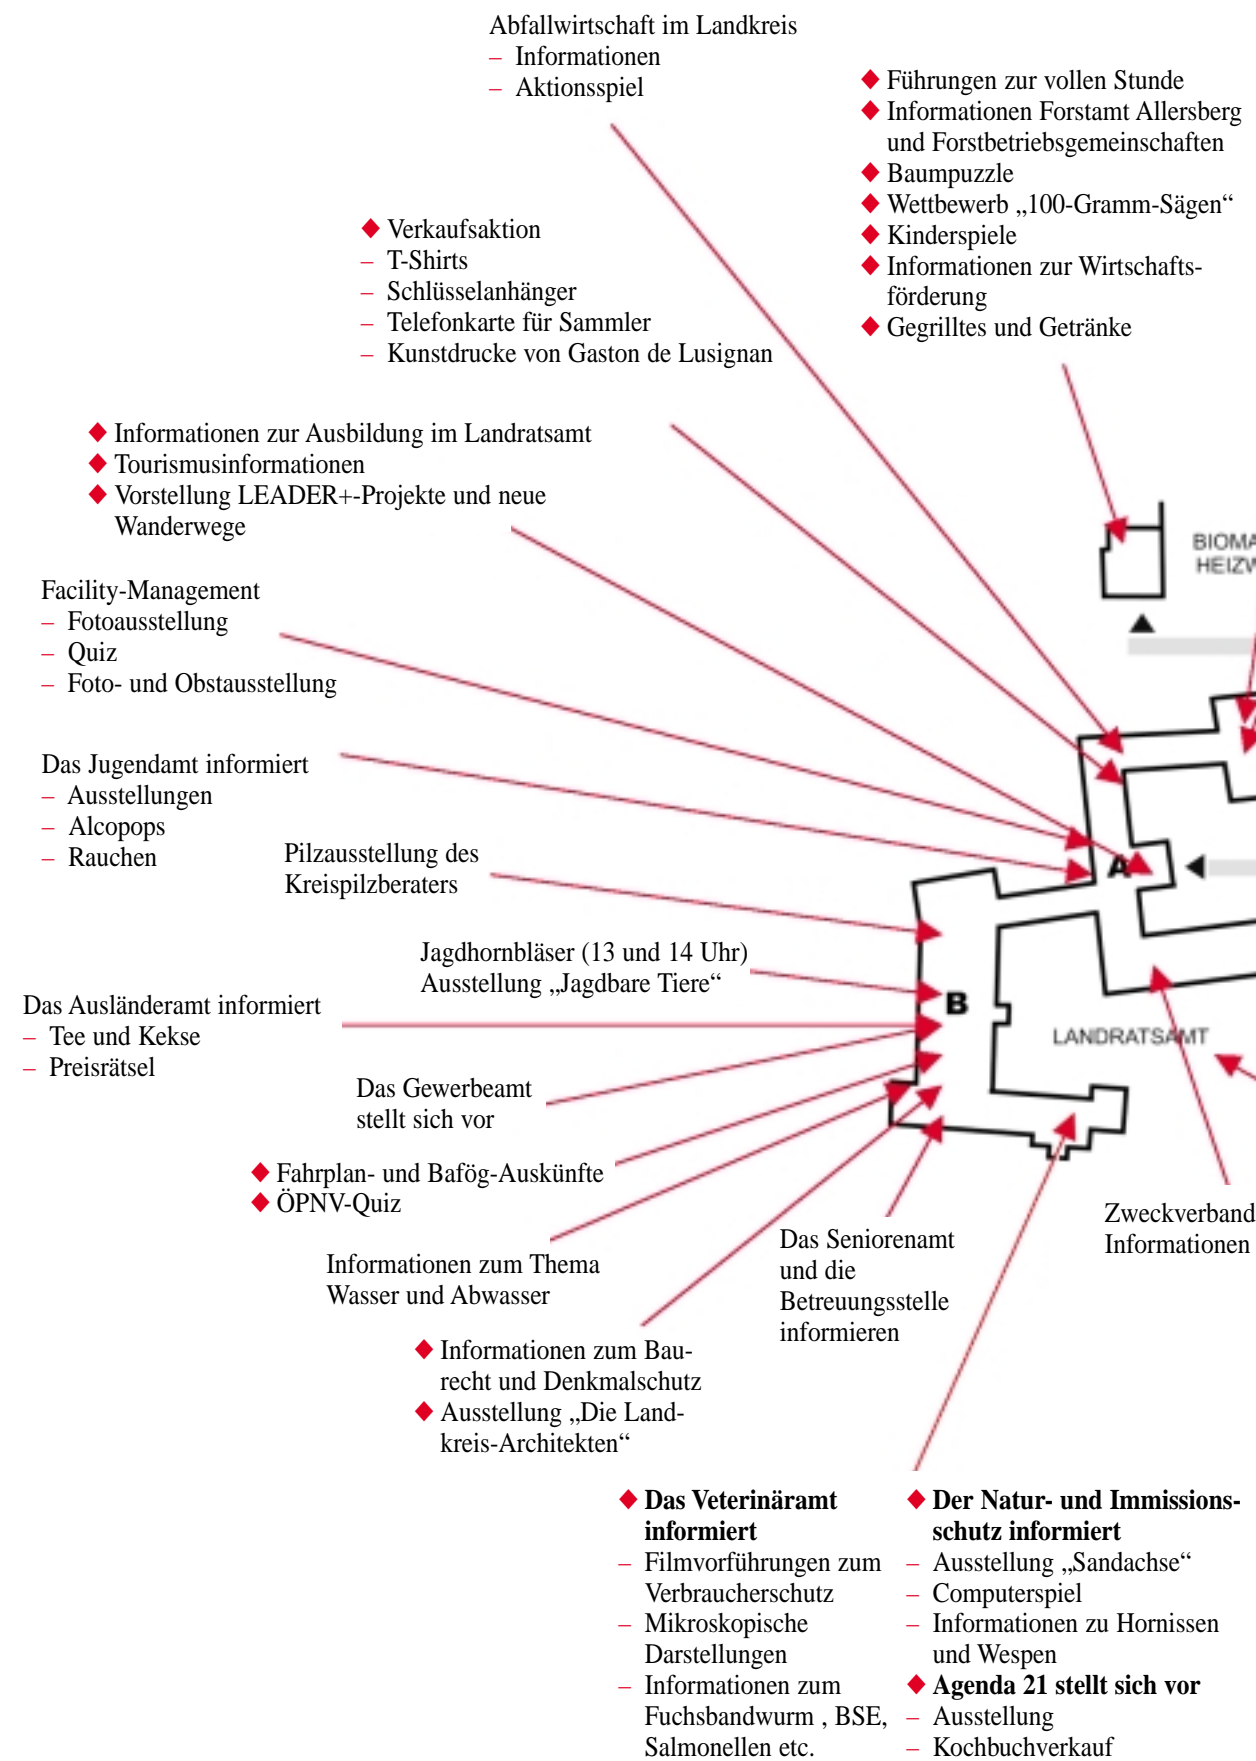 Abfallwirtschaft im Landkreis
– Informationen
– Aktionsspiel
◆ Führungen zur vollen Stunde
◆ Informationen Forstamt Allersberg
und Forstbetriebsgemeinschaften
◆ Baumpuzzle
◆ Wettbewerb „100-Gramm-Sägen“
◆ Kinderspiele
◆ Informationen zur Wirtschafts-
förderung
◆ Gegrilltes und Getränke
◆ Verkaufsaktion
– T-Shirts
– Schlüsselanhänger
– Telefonkarte für Sammler
– Kunstdrucke von Gaston de Lusignan
◆ Informationen zur Ausbildung im Landratsamt
◆ Tourismusinformationen
◆ Vorstellung LEADER+-Projekte und neue
Wanderwege
BIOMA
HEIZW
Facility-Management
– Fotoausstellung
– Quiz
– Foto- und Obstausstellung
Das Jugendamt informiert
– Ausstellungen
– Alcopops
– Rauchen
Pilzausstellung des
Kreispilzberaters
A
Jagdhornbläser (13 und 14 Uhr)
Ausstellung „Jagdbare Tiere“
B
LANDRATSAMT
Das Ausländeramt informiert
– Tee und Kekse
– Preisrätsel
Das Gewerbeamt
stellt sich vor
◆ Fahrplan- und Bafög-Auskünfte
◆ ÖPNV-Quiz
Informationen zum Thema
Wasser und Abwasser
Das Seniorenamt
und die
Betreuungsstelle
informieren
Zweckverband
Informationen
◆ Informationen zum Bau-
recht und Denkmalschutz
◆ Ausstellung „Die Land-
kreis-Architekten“
◆ Das Veterinäramt
informiert
– Filmvorführungen zum
Verbraucherschutz
– Mikroskopische
Darstellungen
– Informationen zum
Fuchsbandwurm , BSE,
Salmonellen etc.
◆ Der Natur- und Immissions-
schutz informiert
– Ausstellung „Sandachse“
– Computerspiel
– Informationen zu Hornissen
und Wespen
◆ Agenda 21 stellt sich vor
– Ausstellung
– Kochbuchverkauf